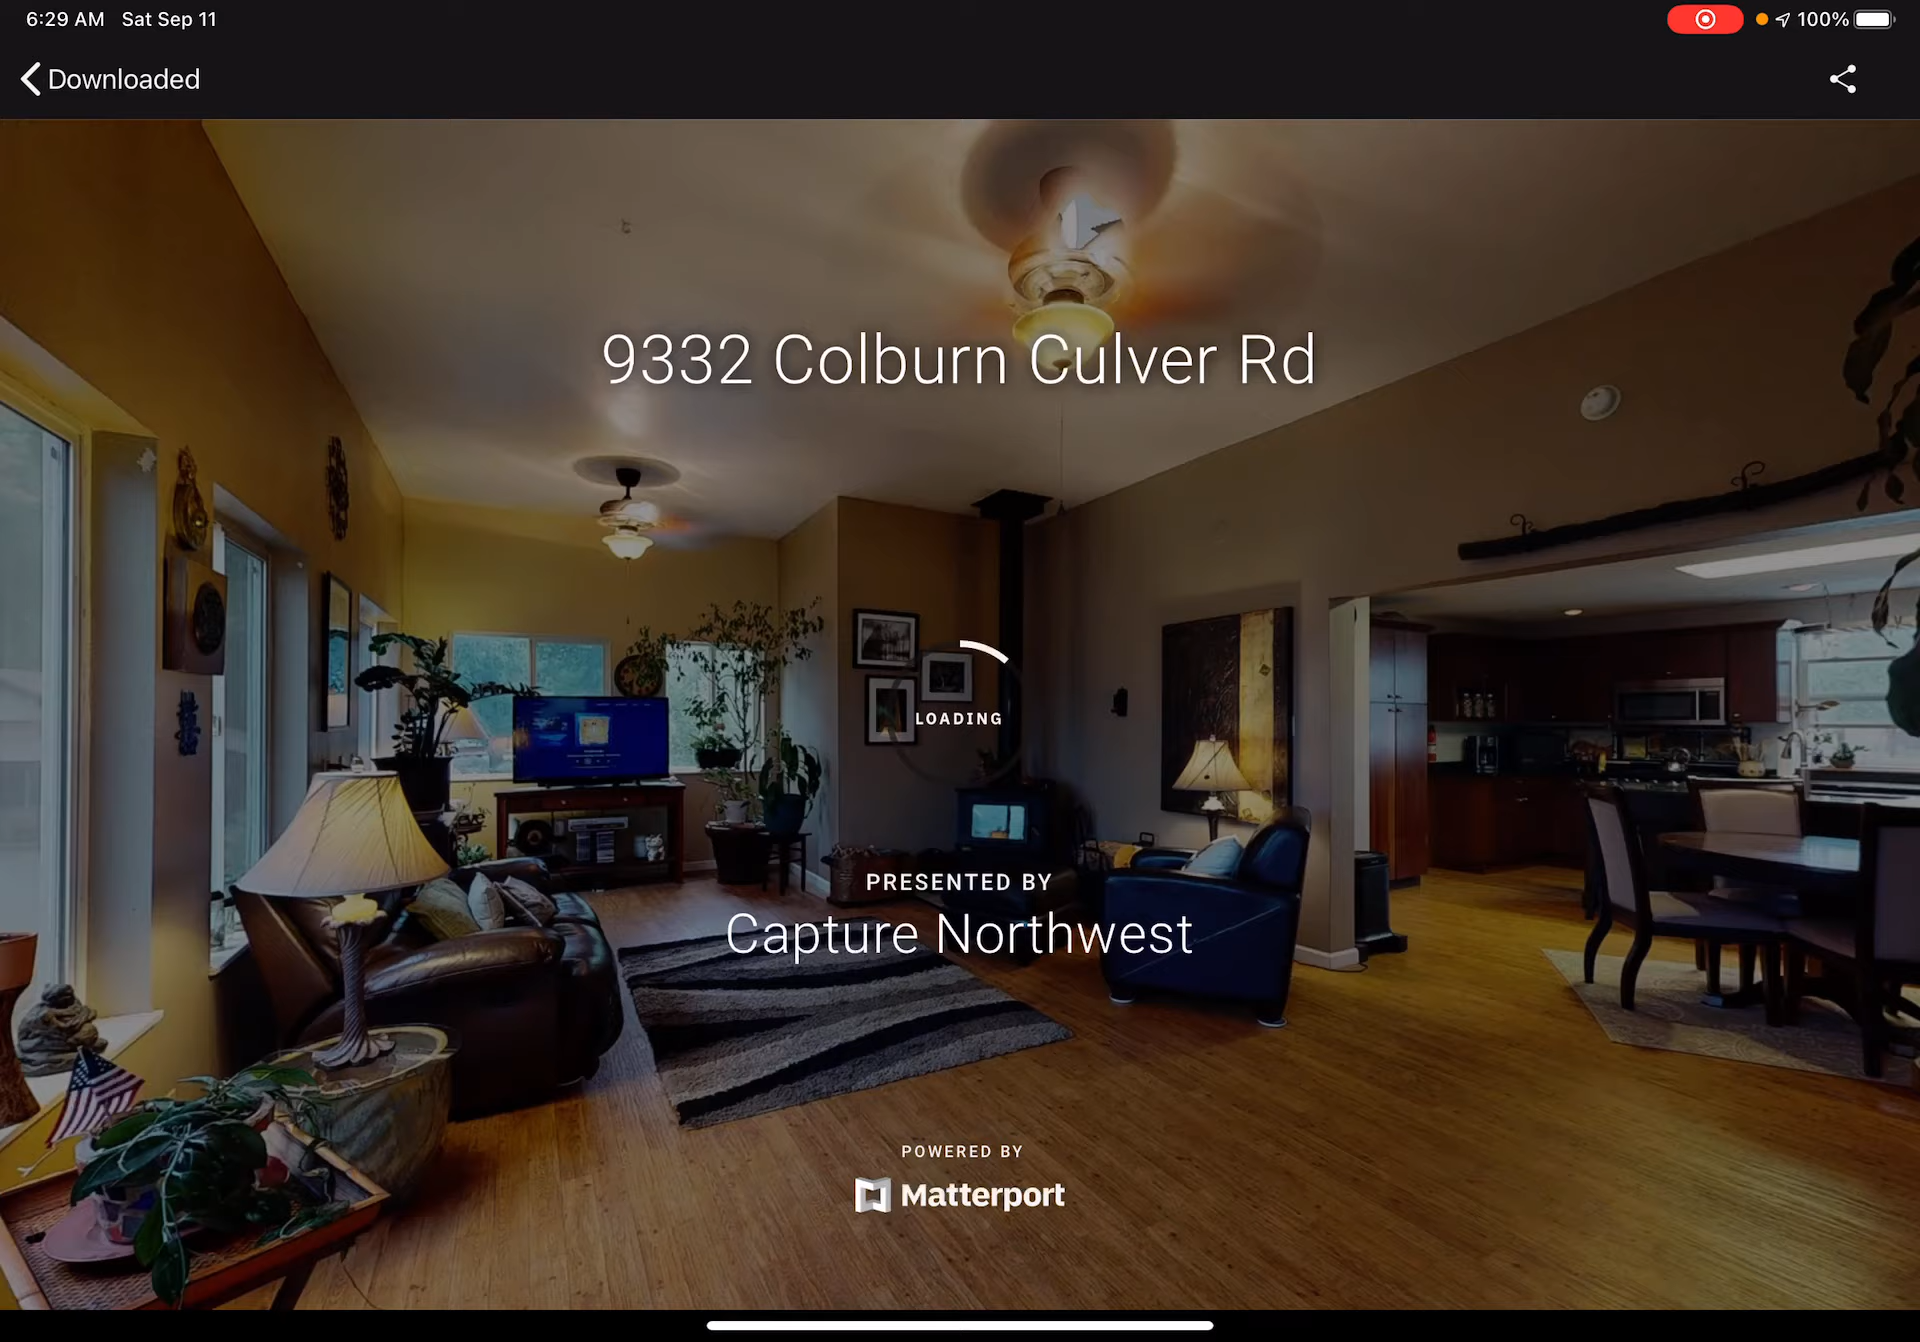 6:29 AM Sat Sep 11
100%
Downloaded
9332 Colburn Culver Rd
LOADING
PRESENTED BY
Capture Northwest
POWERED BY
Matterport